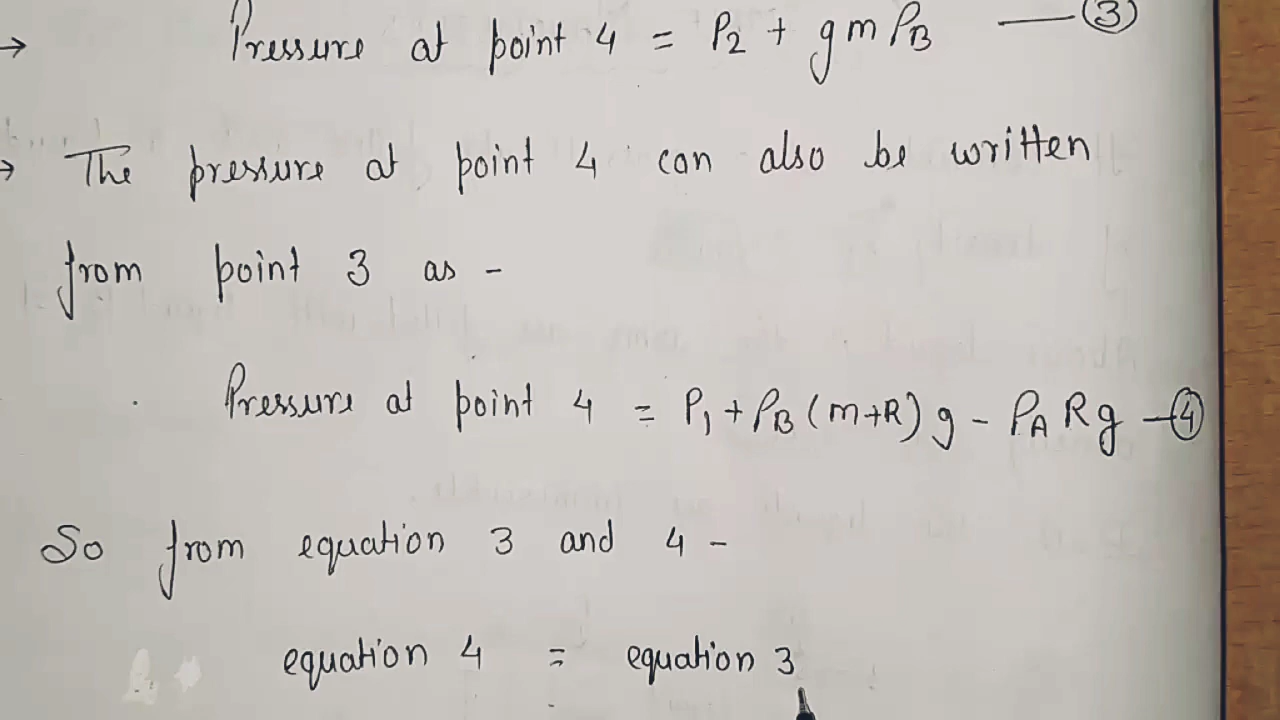 → Pressure at point 4 = P₂ + g m ρB —— ③
→ The pressure at point 4 can also be written
from point 3 as -
Pressure at point 4 = P₁ + ρB (m+R) g - ρA R g —④
So from equation 3 and 4 -
equation 4 = equation 3